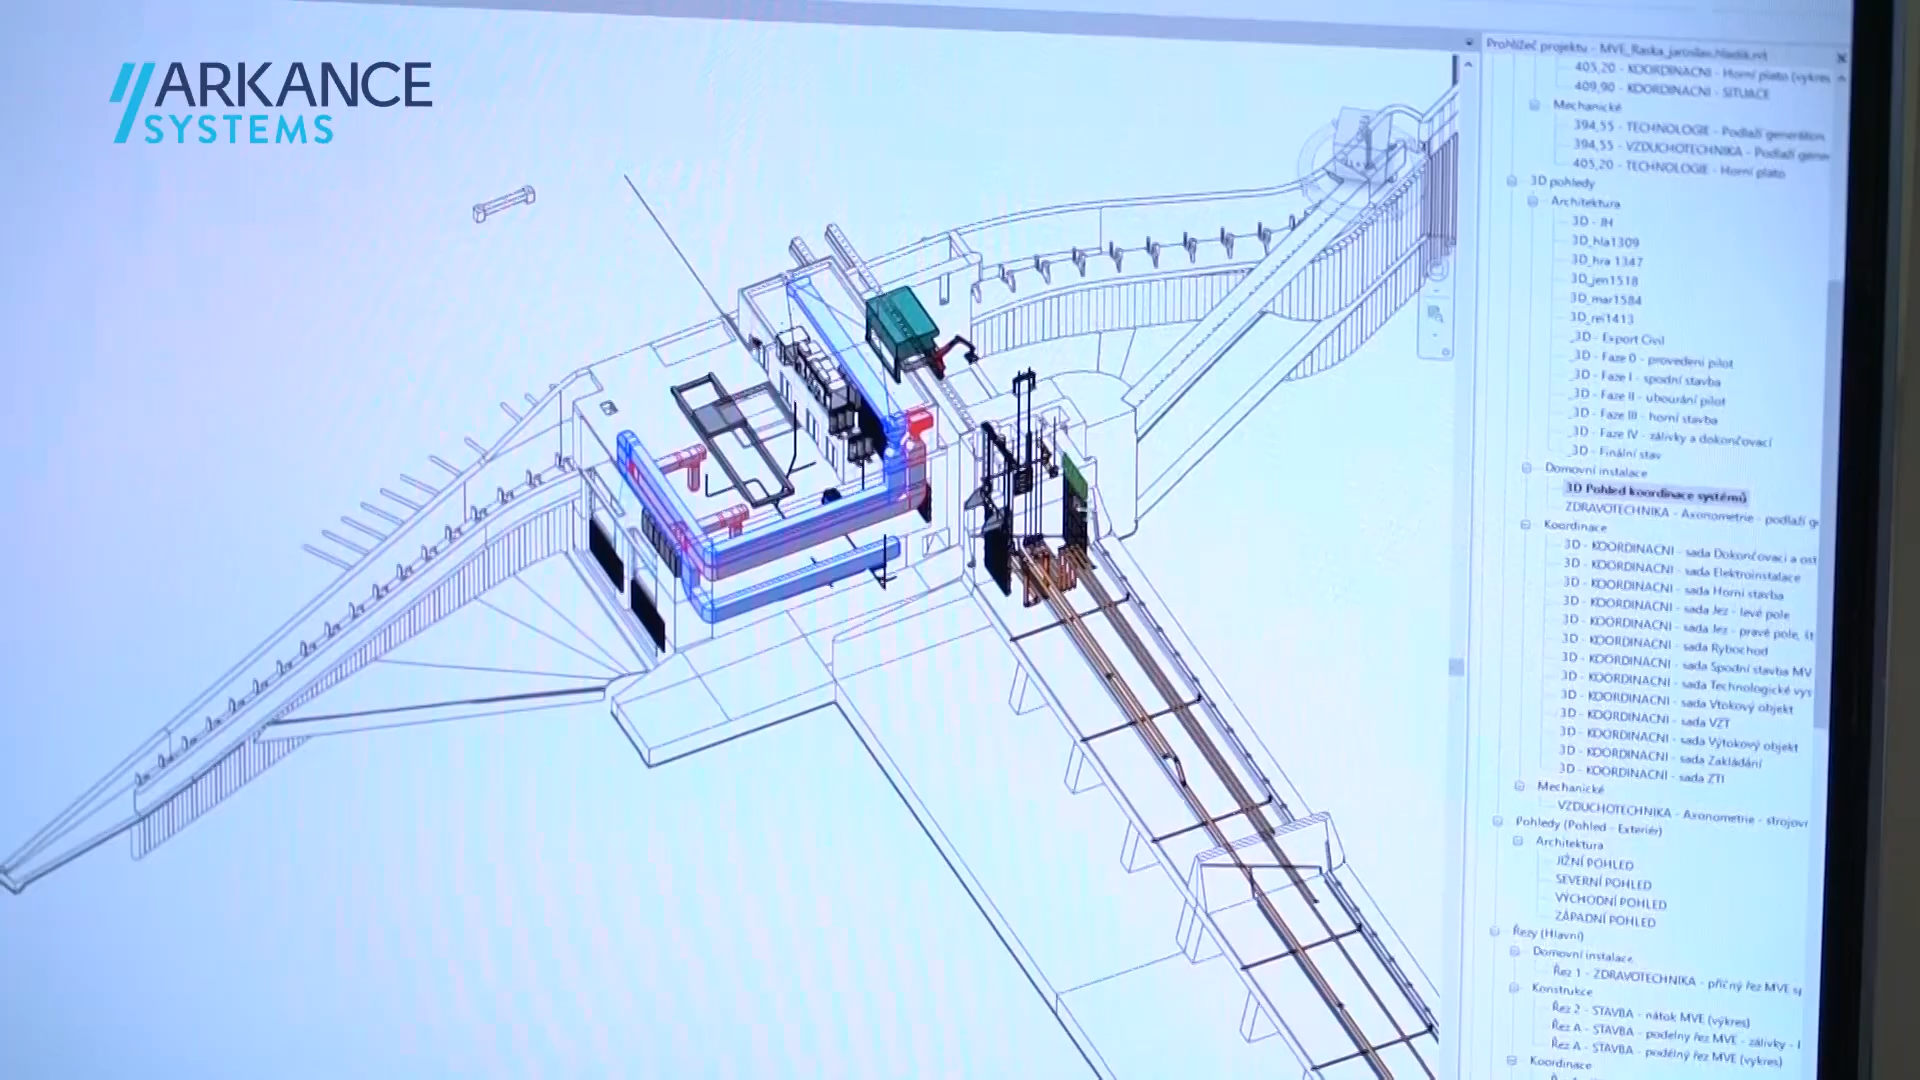 ARKANCE
SYSTEMS
Prohlížeč projektu - MVE_Raska_jaroslav.hladik.rvt
405,20 - KOORDINACNI - Horní plato (výkres
409,90 - KOORDINACNI - SITUACE
Mechanické
394,55 - TECHNOLOGIE - Podlaží generátoru
394,55 - VZDUCHOTECHNIKA - Podlaží gene
405,20 - TECHNOLOGIE - Horní plato
3D pohledy
Architektura
3D - JH
3D_hla1309
3D_hra 1347
3D_jen1518
3D_mar1584
3D_rei1413
_3D - Export Civil
_3D - Faze 0 - provedení pilot
_3D - Faze I - spodní stavba
_3D - Faze II - ubourání pilot
_3D - Faze III - horní stavba
_3D - Faze IV - zálivky a dokončovací
_3D - Finální stav
Domovní instalace
3D Pohled koordinace systémů
ZDRAVOTECHNIKA - Axonometrie - podlaží g
Koordinace
3D - KOORDINACNI - sada Dokončovací a ost
3D - KOORDINACNI - sada Elektroinstalace
3D - KOORDINACNI - sada Horní stavba
3D - KOORDINACNI - sada Jez - levé pole
3D - KOORDINACNI - sada Jez - pravé pole, št
3D - KOORDINACNI - sada Rybochod
3D - KOORDINACNI - sada Spodní stavba MV
3D - KOORDINACNI - sada Technologické vys
3D - KOORDINACNI - sada Vtokový objekt
3D - KOORDINACNI - sada VZT
3D - KOORDINACNI - sada Výtokový objekt
3D - KOORDINACNI - sada Zakládání
3D - KOORDINACNI - sada ZTI
Mechanické
VZDUCHOTECHNIKA - Axonometrie - strojov
Pohledy (Pohled - Exteriér)
Architektura
JIŽNÍ POHLED
SEVERNÍ POHLED
VÝCHODNÍ POHLED
ZÁPADNÍ POHLED
Řezy (Hlavní)
Domovní instalace
Řez 1 - ZDRAVOTECHNIKA - příčný řez MVE s
Konstrukce
Řez 2 - STAVBA - nátok MVE (výkres)
Řez A - STAVBA - podélný řez MVE - zálivky - I
Řez A - STAVBA - podélný řez MVE (výkres)
Koordinace